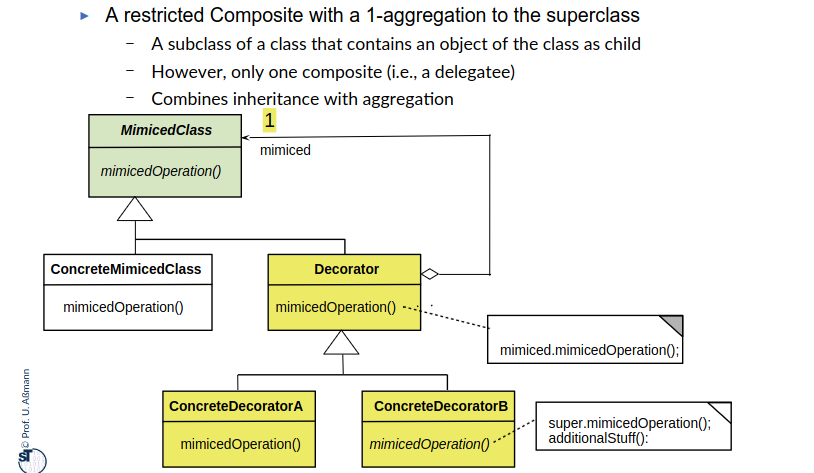 ► A restricted Composite with a 1-aggregation to the superclass
– A subclass of a class that contains an object of the class as child
– However, only one composite (i.e., a delegatee)
– Combines inheritance with aggregation
MimicedClass
1
mimicedOperation()
mimiced
ConcreteMimicedClass
mimicedOperation()
Decorator
mimicedOperation()
mimiced.mimicedOperation();
ConcreteDecoratorA
mimicedOperation()
ConcreteDecoratorB
mimicedOperation()
super.mimicedOperation();
additionalStuff():
© Prof. U. Aßmann
ST